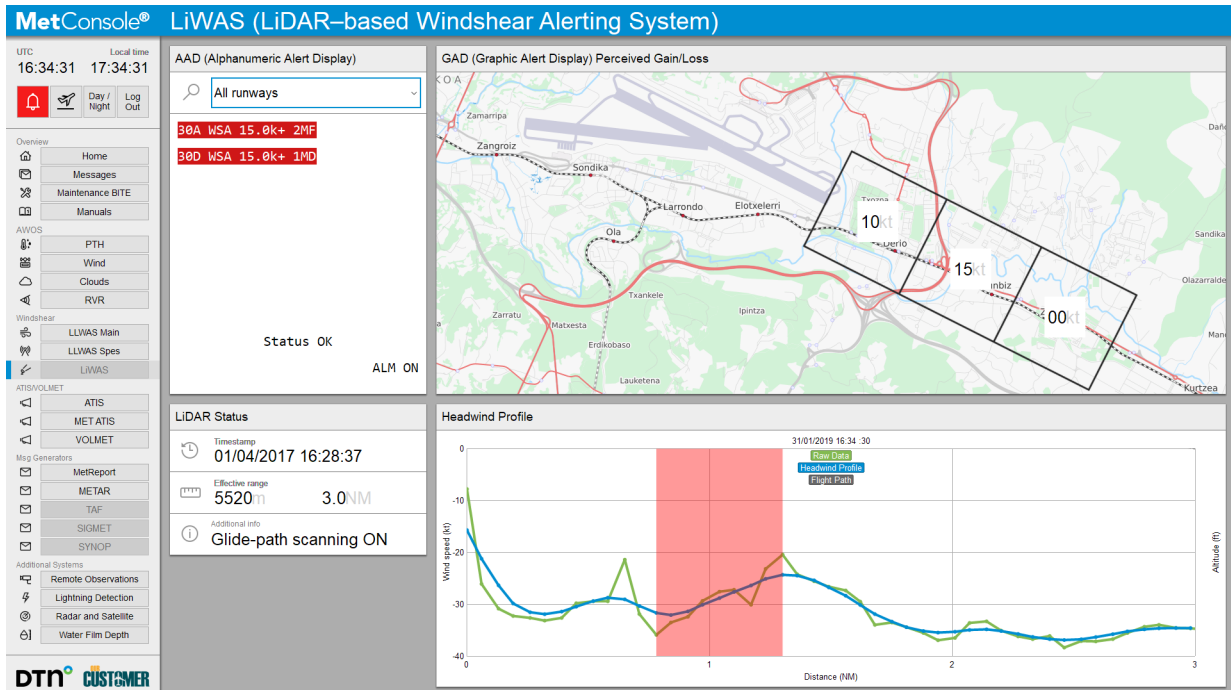 MetConsole® LiWAS (LiDAR–based Windshear Alerting System)
UTC Local time
16:34:31 17:34:31
Day / Night
Log Out
Overview
Home
Messages
Maintenance BITE
Manuals
AWOS
PTH
Wind
Clouds
RVR
Windshear
LLWAS Main
LLWAS Spes
LiWAS
ATIS/VOLMET
ATIS
MET ATIS
VOLMET
Msg Generators
MetReport
METAR
TAF
SIGMET
SYNOP
Additional Systems
Remote Observations
Lightning Detection
Radar and Satellite
Water Film Depth
DTN CUSTOMER
AAD (Alphanumeric Alert Display)
All runways
30A WSA 15.0k+ 2MF
30D WSA 15.0k+ 1MD
Status OK
ALM ON
GAD (Graphic Alert Display) Perceived Gain/Loss
KOA
Zamarripa
Zangroiz
Sondika
Larrondo
Elotxelerri
Ola
Derio
10kt
15kt
00kt
Sandika
Olazarralde
Txankele
Ipintza
Zarratu
Matxesta
Erdikobaso
Lauketena
Kurtzea
LiDAR Status
Timestamp
01/04/2017 16:28:37
Effective range
5520m 3.0NM
Additional info
Glide-path scanning ON
Headwind Profile
31/01/2019 16:34 :30
Raw Data
Headwind Profile
Flight Path
Wind speed (kt)
0
-10
-20
-30
-40
0 1 2 3
Distance (NM)
Altitude (ft)